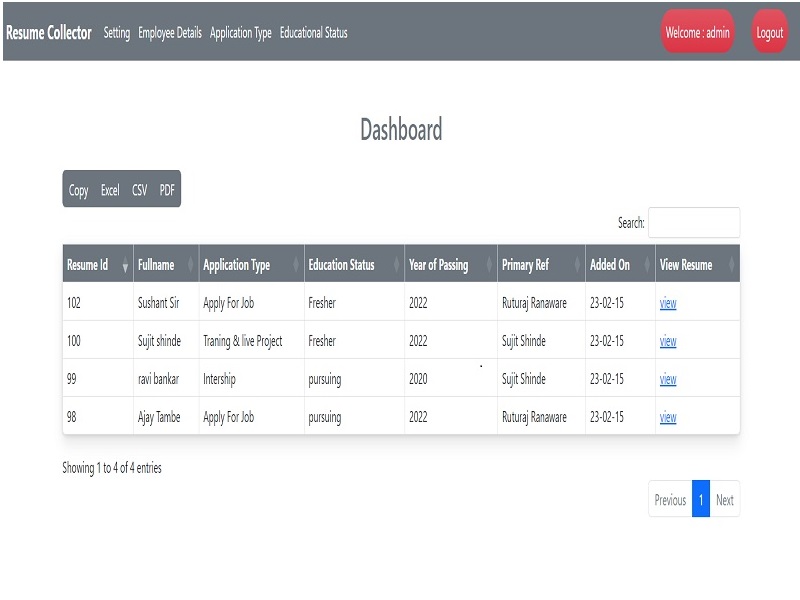 Resume Collector Setting Employee Details Application Type Educational Status Welcome : admin Logout
Dashboard
Copy Excel CSV PDF
Search:
Resume Id Fullname Application Type Education Status Year of Passing Primary Ref Added On View Resume
102 Sushant Sir Apply For Job Fresher 2022 Ruturaj Ranaware 23-02-15 view
100 Sujit shinde Traning & live Project Fresher 2022 Sujit Shinde 23-02-15 view
99 ravi bankar Intership pursuing 2020 Sujit Shinde 23-02-15 view
98 Ajay Tambe Apply For Job pursuing 2022 Ruturaj Ranaware 23-02-15 view
Showing 1 to 4 of 4 entries
Previous 1 Next